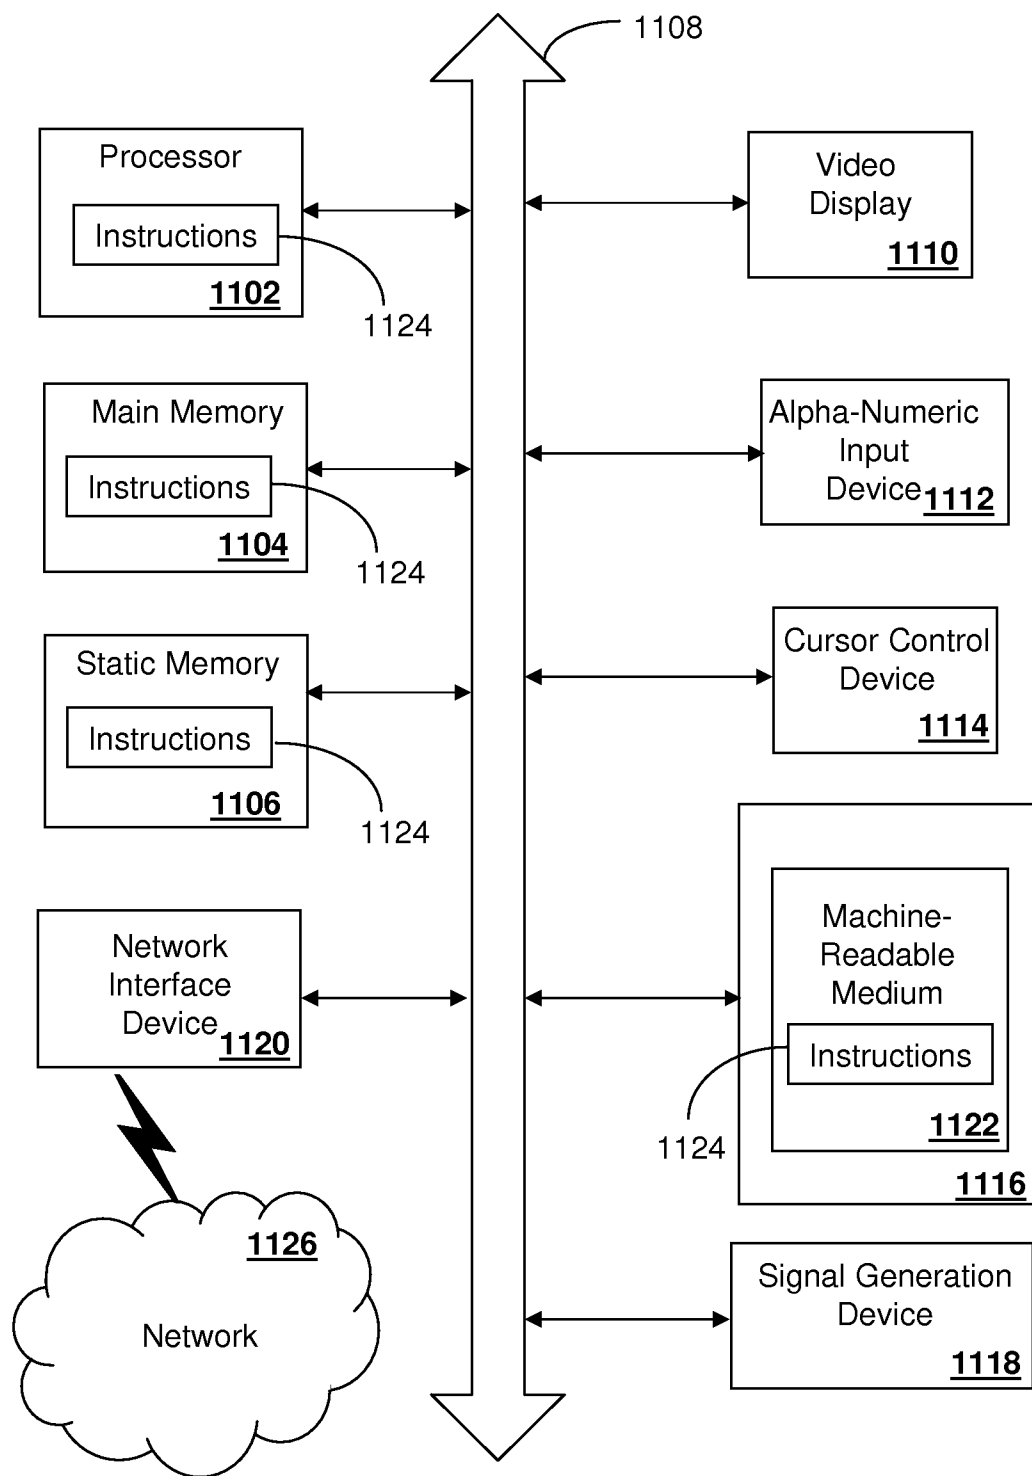 1108
Processor
Instructions
1102
1124
Main Memory
Instructions
1104
1124
Static Memory
Instructions
1106
1124
Network
Interface
Device
1120
1126
Network
Video
Display
1110
Alpha-Numeric
Input
Device
1112
Cursor Control
Device
1114
Machine-
Readable
Medium
Instructions
1122
1124
1116
Signal Generation
Device
1118